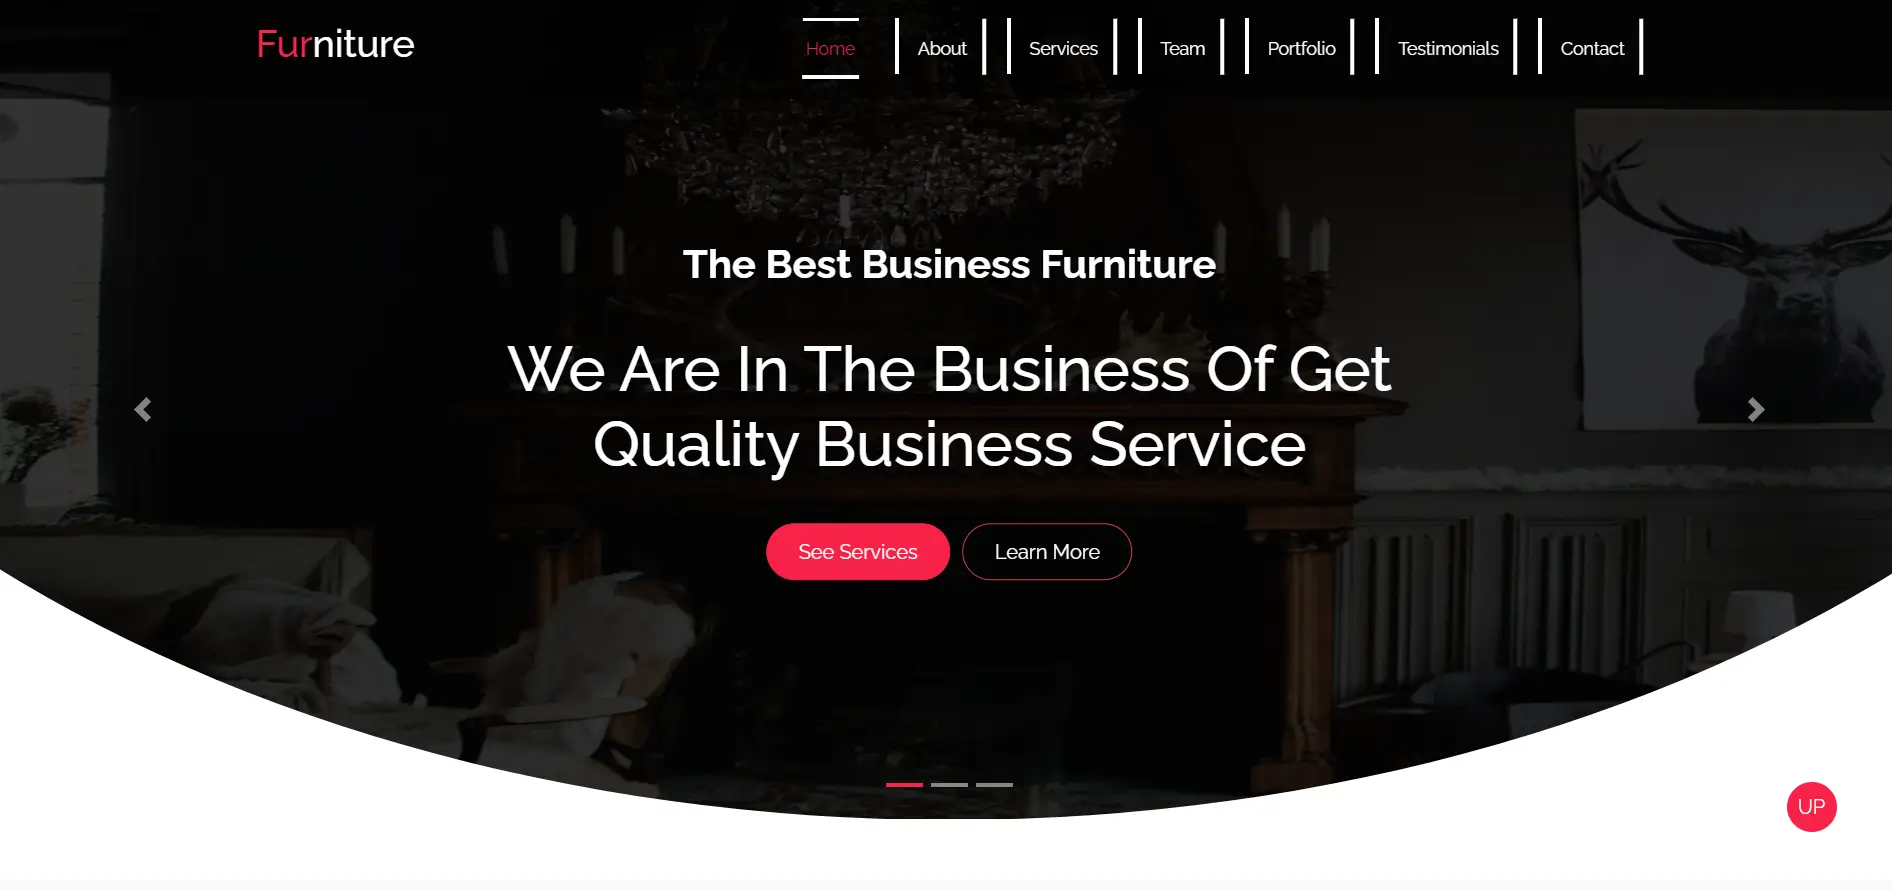 Furniture
Home About Services Team Portfolio Testimonials Contact
The Best Business Furniture
We Are In The Business Of Get
Quality Business Service
See Services Learn More
UP